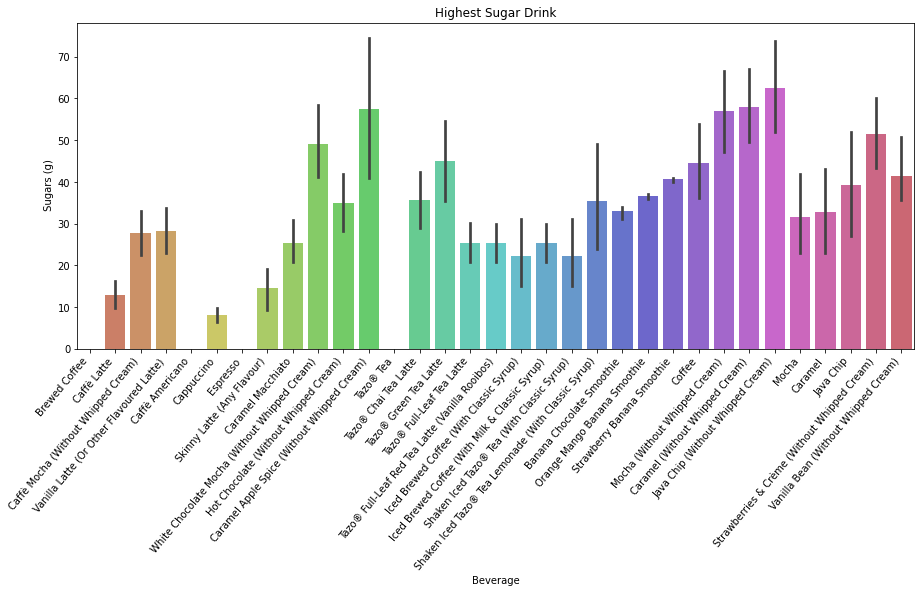 Highest Sugar Drink
Sugars (g)
70
60
50
40
30
20
10
0
Brewed Coffee
Caffè Latte
Caffè Mocha (Without Whipped Cream)
Vanilla Latte (Or Other Flavoured Latte)
Caffè Americano
Cappuccino
Espresso
Skinny Latte (Any Flavour)
Caramel Macchiato
White Chocolate Mocha (Without Whipped Cream)
Hot Chocolate (Without Whipped Cream)
Caramel Apple Spice (Without Whipped Cream)
Tazo® Tea
Tazo® Chai Tea Latte
Tazo® Green Tea Latte
Tazo® Full-Leaf Tea Latte
Tazo® Full-Leaf Red Tea Latte (Vanilla Rooibos)
Iced Brewed Coffee (With Classic Syrup)
Iced Brewed Coffee (With Milk & Classic Syrup)
Shaken Iced Tazo® Tea (With Classic Syrup)
Shaken Iced Tazo® Tea Lemonade (With Classic Syrup)
Banana Chocolate Smoothie
Orange Mango Banana Smoothie
Strawberry Banana Smoothie
Coffee
Mocha (Without Whipped Cream)
Caramel (Without Whipped Cream)
Java Chip (Without Whipped Cream)
Mocha
Caramel
Java Chip
Strawberries & Crème (Without Whipped Cream)
Vanilla Bean (Without Whipped Cream)
Beverage